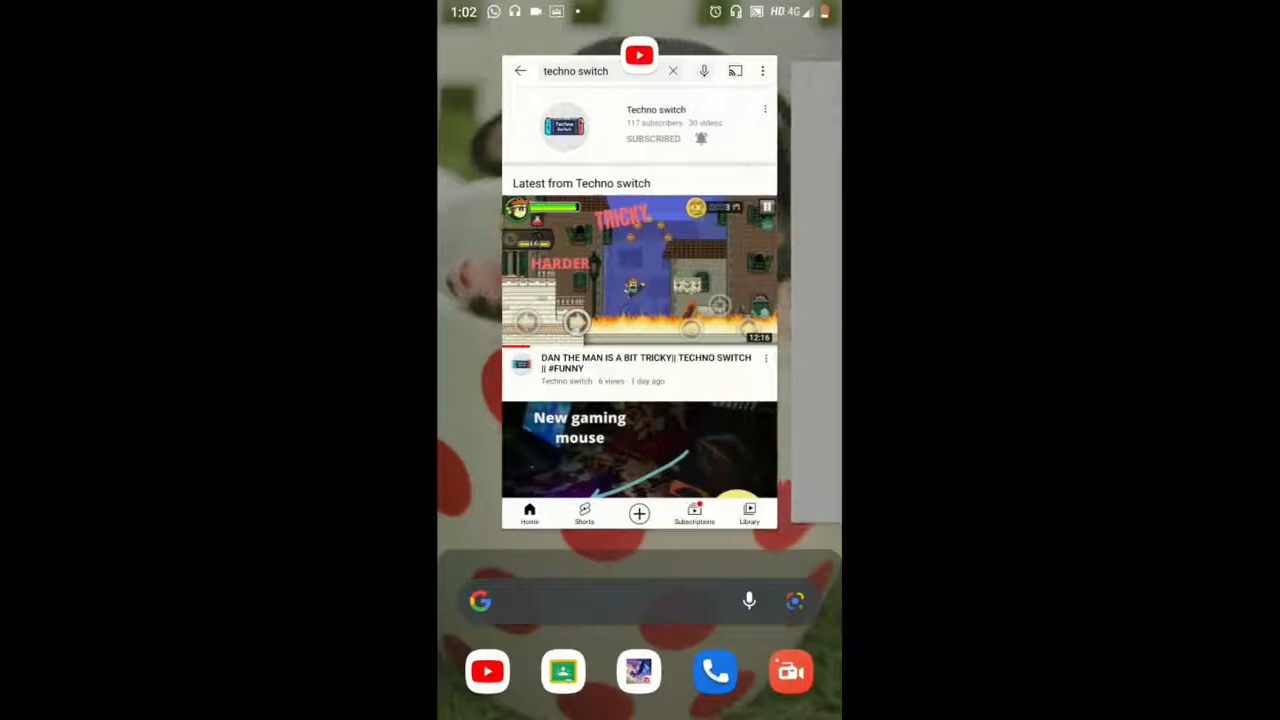 1:02
HD 4G
techno switch
Techno switch
117 subscribers · 30 videos
SUBSCRIBED
Latest from Techno switch
TRICKY
HARDER
12:16
DAN THE MAN IS A BIT TRICKY|| TECHNO SWITCH
|| #FUNNY
Techno switch · 6 views · 1 day ago
New gaming
mouse
Home
Shorts
Subscriptions
Library